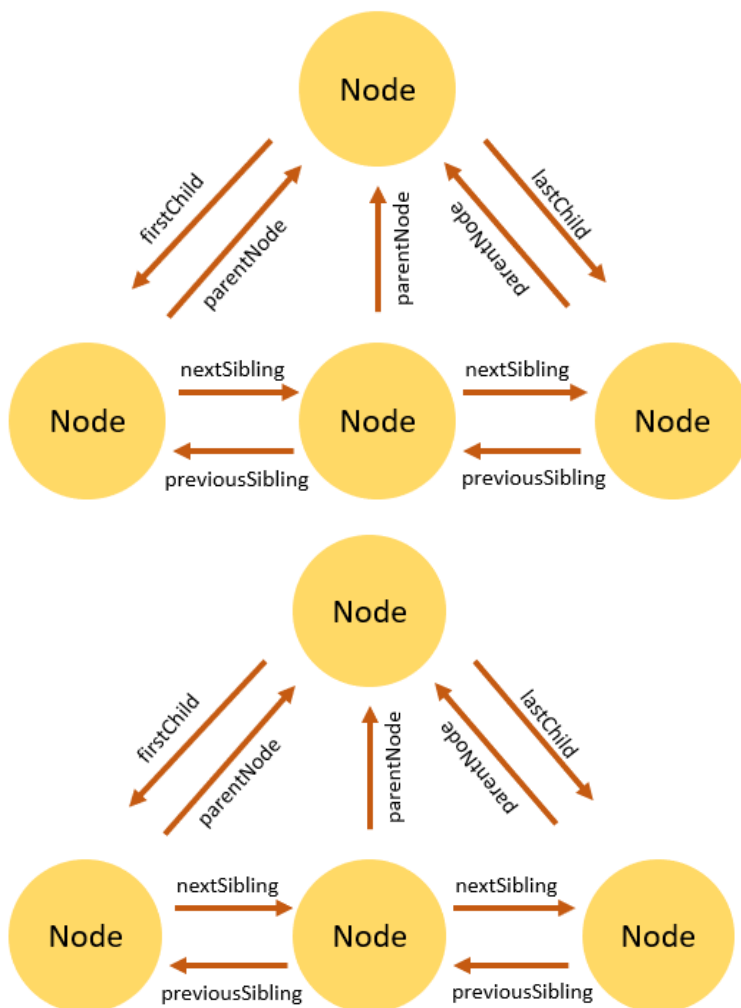 Node
firstChild
parentNode
parentNode
parentNode
lastChild
nextSibling
nextSibling
Node
Node
Node
previousSibling
previousSibling
Node
firstChild
parentNode
parentNode
parentNode
lastChild
nextSibling
nextSibling
Node
Node
Node
previousSibling
previousSibling